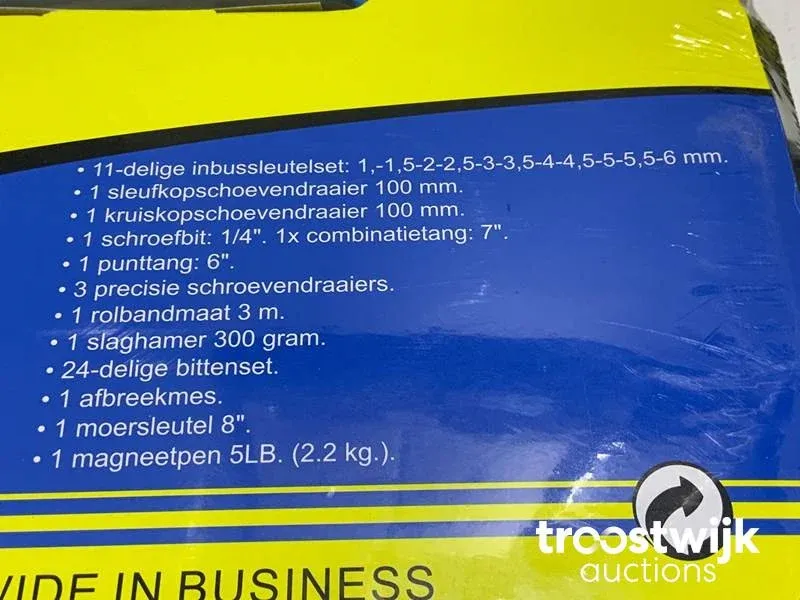 • 11-delige inbussleutelset: 1,-1,5-2-2,5-3-3,5-4-4,5-5-5,5-6 mm.
• 1 sleufkopschoevendraaier 100 mm.
• 1 kruiskopschoevendraaier 100 mm.
• 1 schroefbit: 1/4". 1x combinatietang: 7".
• 1 punttang: 6".
• 3 precisie schroevendraaiers.
• 1 rolbandmaat 3 m.
• 1 slaghamer 300 gram.
• 24-delige bittenset.
• 1 afbreekmes.
• 1 moersleutel 8".
• 1 magneetpen 5LB. (2.2 kg.).
troostwijk
auctions
VIDE IN BUSINESS